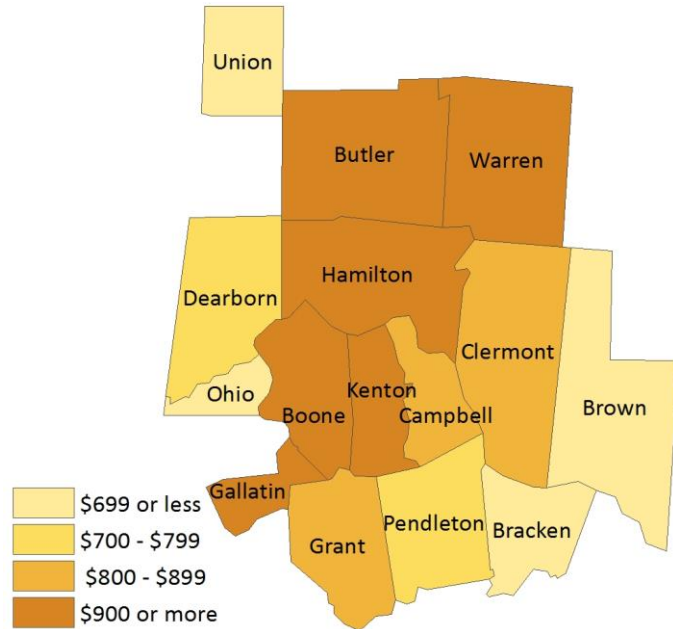 Union
Butler
Warren
Hamilton
Dearborn
Clermont
Ohio
Kenton
Boone
Campbell
Brown
Gallatin
$699 or less
$700 - $799
Pendleton
Bracken
Grant
$800 - $899
$900 or more